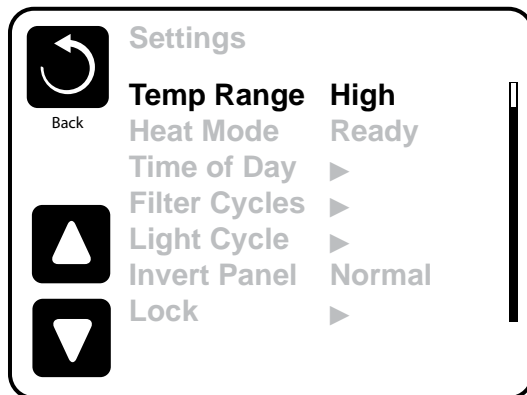 Settings
Back
Temp Range High
Heat Mode Ready
Time of Day
Filter Cycles
Light Cycle
Invert Panel Normal
Lock